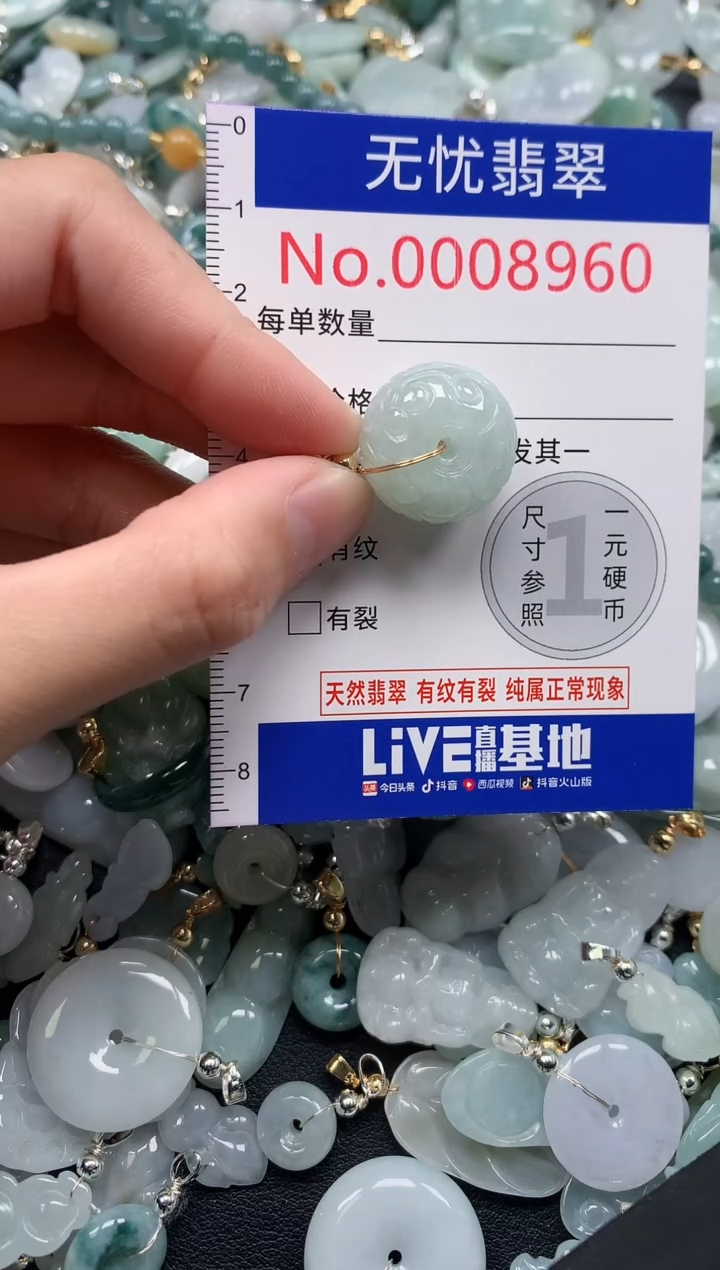 0
无忧翡翠
1
No.0008960
2
每单数量
格
4
发其一
尺寸参照
1
一元硬币
有纹
有裂
7
天然翡翠 有纹有裂 纯属正常现象
LiVE直播基地
8
头条 今日头条 抖音 西瓜视频 抖音火山版